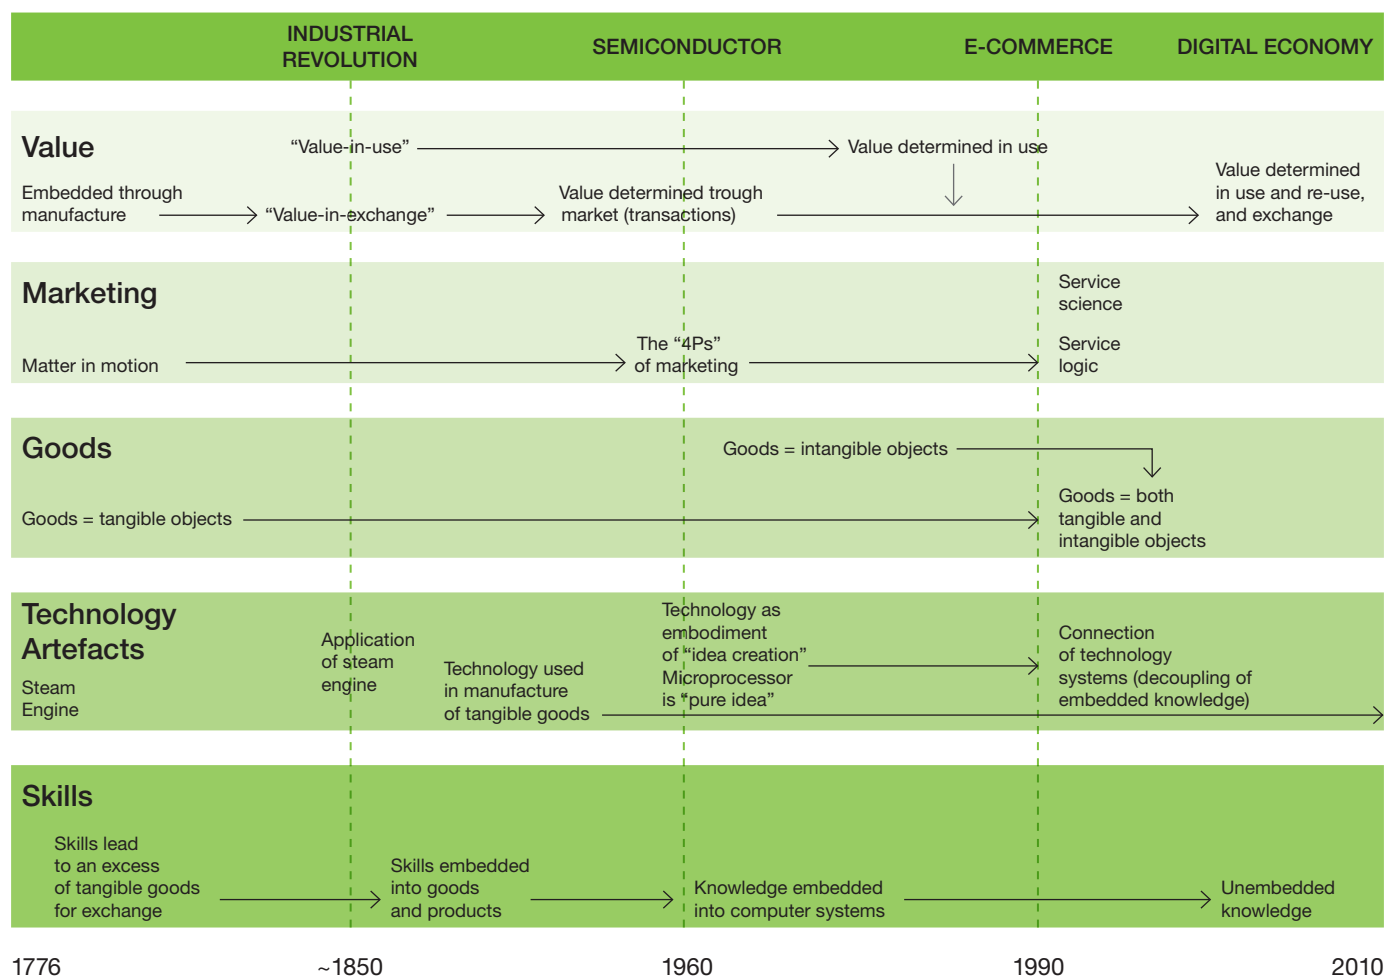 INDUSTRIAL
REVOLUTION
SEMICONDUCTOR
E-COMMERCE
DIGITAL ECONOMY
Value
“Value-in-use”
Value determined in use
Embedded through
manufacture
“Value-in-exchange”
Value determined trough
market (transactions)
Value determined
in use and re-use,
and exchange
Marketing
Service
science
Matter in motion
The “4Ps”
of marketing
Service
logic
Goods
Goods = intangible objects
Goods = tangible objects
Goods = both
tangible and
intangible objects
Technology
Artefacts
Steam
Engine
Application
of steam
engine
Technology used
in manufacture
of tangible goods
Technology as
embodiment
of “idea creation”
Microprocessor
is “pure idea”
Connection
of technology
systems (decoupling of
embedded knowledge)
Skills
Skills lead
to an excess
of tangible goods
for exchange
Skills embedded
into goods
and products
Knowledge embedded
into computer systems
Unembedded
knowledge
1776
~1850
1960
1990
2010